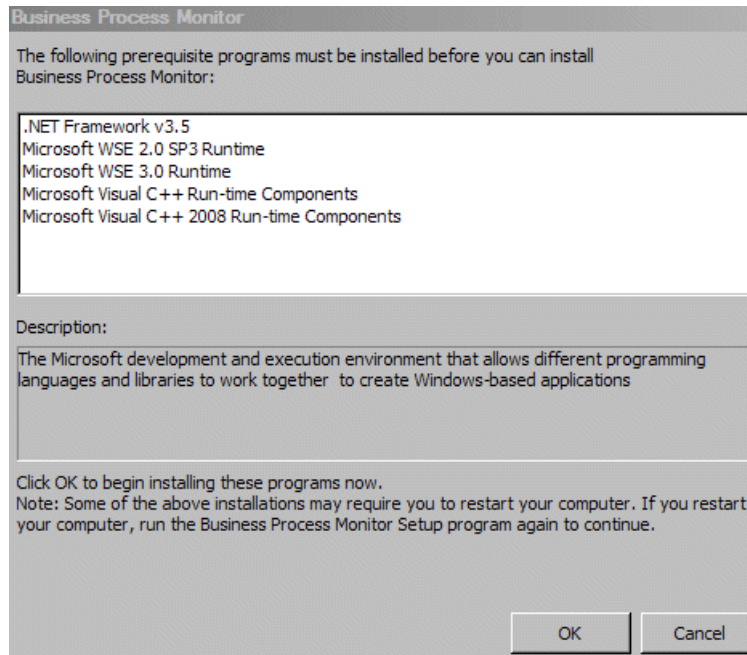 Business Process Monitor
The following prerequisite programs must be installed before you can install
Business Process Monitor:
.NET Framework v3.5
Microsoft WSE 2.0 SP3 Runtime
Microsoft WSE 3.0 Runtime
Microsoft Visual C++ Run-time Components
Microsoft Visual C++ 2008 Run-time Components
Description:
The Microsoft development and execution environment that allows different programming
languages and libraries to work together  to create Windows-based applications
Click OK to begin installing these programs now.
Note: Some of the above installations may require you to restart your computer. If you restart
your computer, run the Business Process Monitor Setup program again to continue.
OK
Cancel